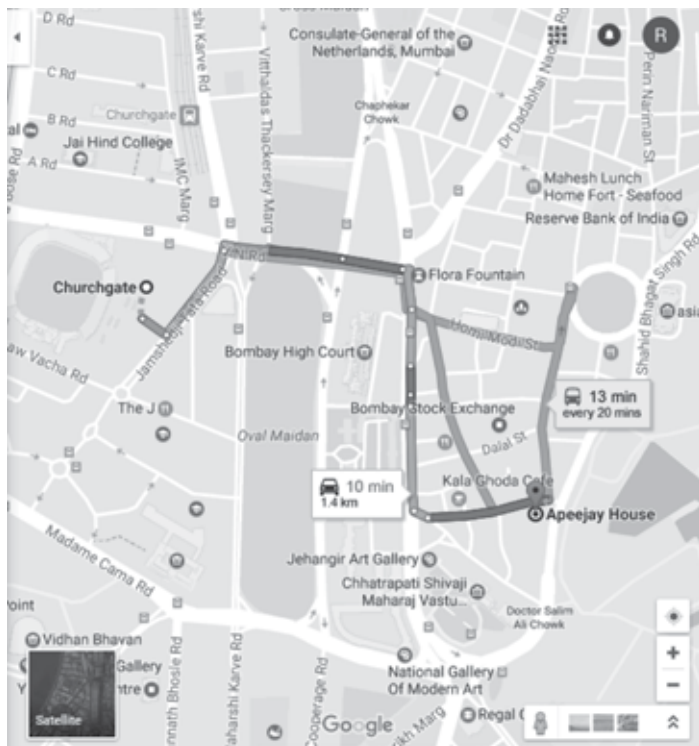 D Rd
Consulate-General of the
Netherlands, Mumbai
R
C Rd
Vitthaldas Thackersey Marg
Dr Dadabhai
Perin Nariman St
Churchgate
Chaphekar
Chowk
B Rd
Jai Hind College
A Rd
IMC Marg
Mahesh Lunch
Home Fort - Seafood
Reserve Bank of India
Churchgate
Flora Fountain
Jamshedji Tata Road
Homi Modi St
Shahid Bhagat Singh Rd
Vacha Rd
Bombay High Court
13 min
every 20 mins
The J
Bombay Stock Exchange
Oval Maidan
Dalal St
10 min
1.4 km
Kala Ghoda Cafe
Apeejay House
Madame Cama Rd
Jehangir Art Gallery
Chhatrapati Shivaji
Maharaj Vastu...
Doctor Salim
Ali Chowk
Vidhan Bhavan
Gallery
National Gallery
Of Modern Art
Cooperage Rd
Satellite
Google
Regal